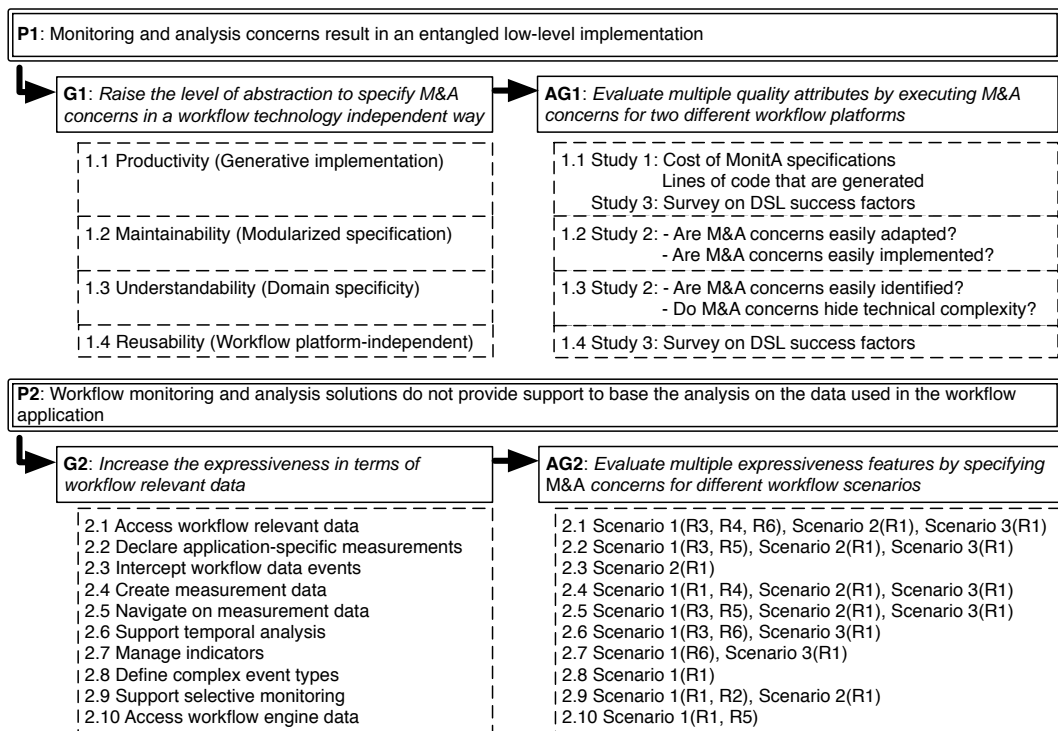 P1: Monitoring and analysis concerns result in an entangled low-level implementation
G1: Raise the level of abstraction to specify M&A
concerns in a workflow technology independent way
AG1: Evaluate multiple quality attributes by executing M&A
concerns for two different workflow platforms
1.1 Productivity (Generative implementation)
1.1 Study 1: Cost of MonitA specifications
Lines of code that are generated
Study 3: Survey on DSL success factors
1.2 Maintainability (Modularized specification)
1.2 Study 2: - Are M&A concerns easily adapted?
- Are M&A concerns easily implemented?
1.3 Understandability (Domain specificity)
1.3 Study 2: - Are M&A concerns easily identified?
- Do M&A concerns hide technical complexity?
1.4 Reusability (Workflow platform-independent)
1.4 Study 3: Survey on DSL success factors
P2: Workflow monitoring and analysis solutions do not provide support to base the analysis on the data used in the workflow
application
G2: Increase the expressiveness in terms of
workflow relevant data
AG2: Evaluate multiple expressiveness features by specifying
M&A concerns for different workflow scenarios
2.1 Access workflow relevant data
2.2 Declare application-specific measurements
2.3 Intercept workflow data events
2.4 Create measurement data
2.5 Navigate on measurement data
2.6 Support temporal analysis
2.7 Manage indicators
2.8 Define complex event types
2.9 Support selective monitoring
2.10 Access workflow engine data
2.1 Scenario 1(R3, R4, R6), Scenario 2(R1), Scenario 3(R1)
2.2 Scenario 1(R3, R5), Scenario 2(R1), Scenario 3(R1)
2.3 Scenario 2(R1)
2.4 Scenario 1(R1, R4), Scenario 2(R1), Scenario 3(R1)
2.5 Scenario 1(R3, R5), Scenario 2(R1), Scenario 3(R1)
2.6 Scenario 1(R3, R6), Scenario 3(R1)
2.7 Scenario 1(R6), Scenario 3(R1)
2.8 Scenario 1(R1)
2.9 Scenario 1(R1, R2), Scenario 2(R1)
2.10 Scenario 1(R1, R5)